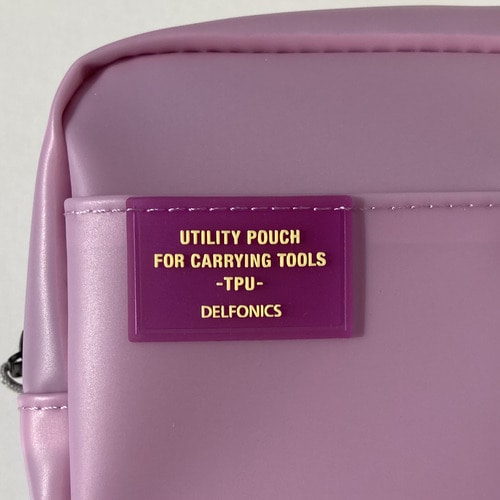 UTILITY POUCH
FOR CARRYING TOOLS
-TPU-
DELFONICS